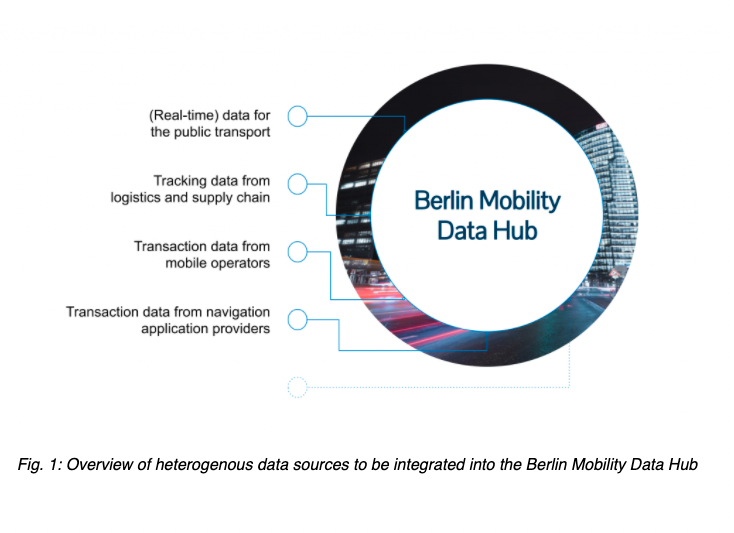 (Real-time) data for
the public transport
Tracking data from
logistics and supply chain
Transaction data from
mobile operators
Transaction data from navigation
application providers
Berlin Mobility
Data Hub
Fig. 1: Overview of heterogenous data sources to be integrated into the Berlin Mobility Data Hub